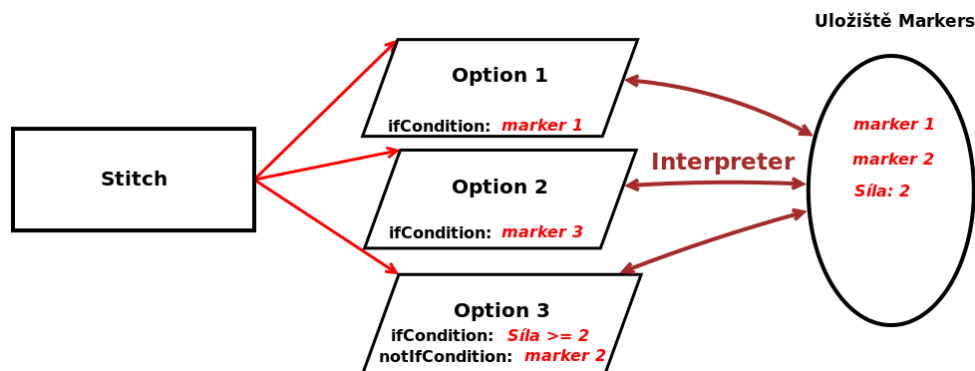 Uložiště Markers
Stitch
Option 1
ifCondition: marker 1
Option 2
ifCondition: marker 3
Option 3
ifCondition: Síla >= 2
notIfCondition: marker 2
Interpreter
marker 1
marker 2
Síla: 2